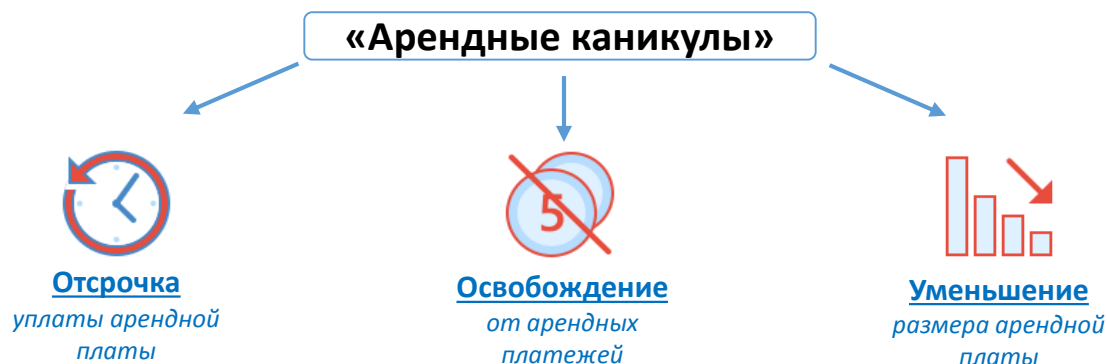 «Арендные каникулы»
5
Отсрочка
уплаты арендной
платы
Освобождение
от арендных
платежей
Уменьшение
размера арендной
платы